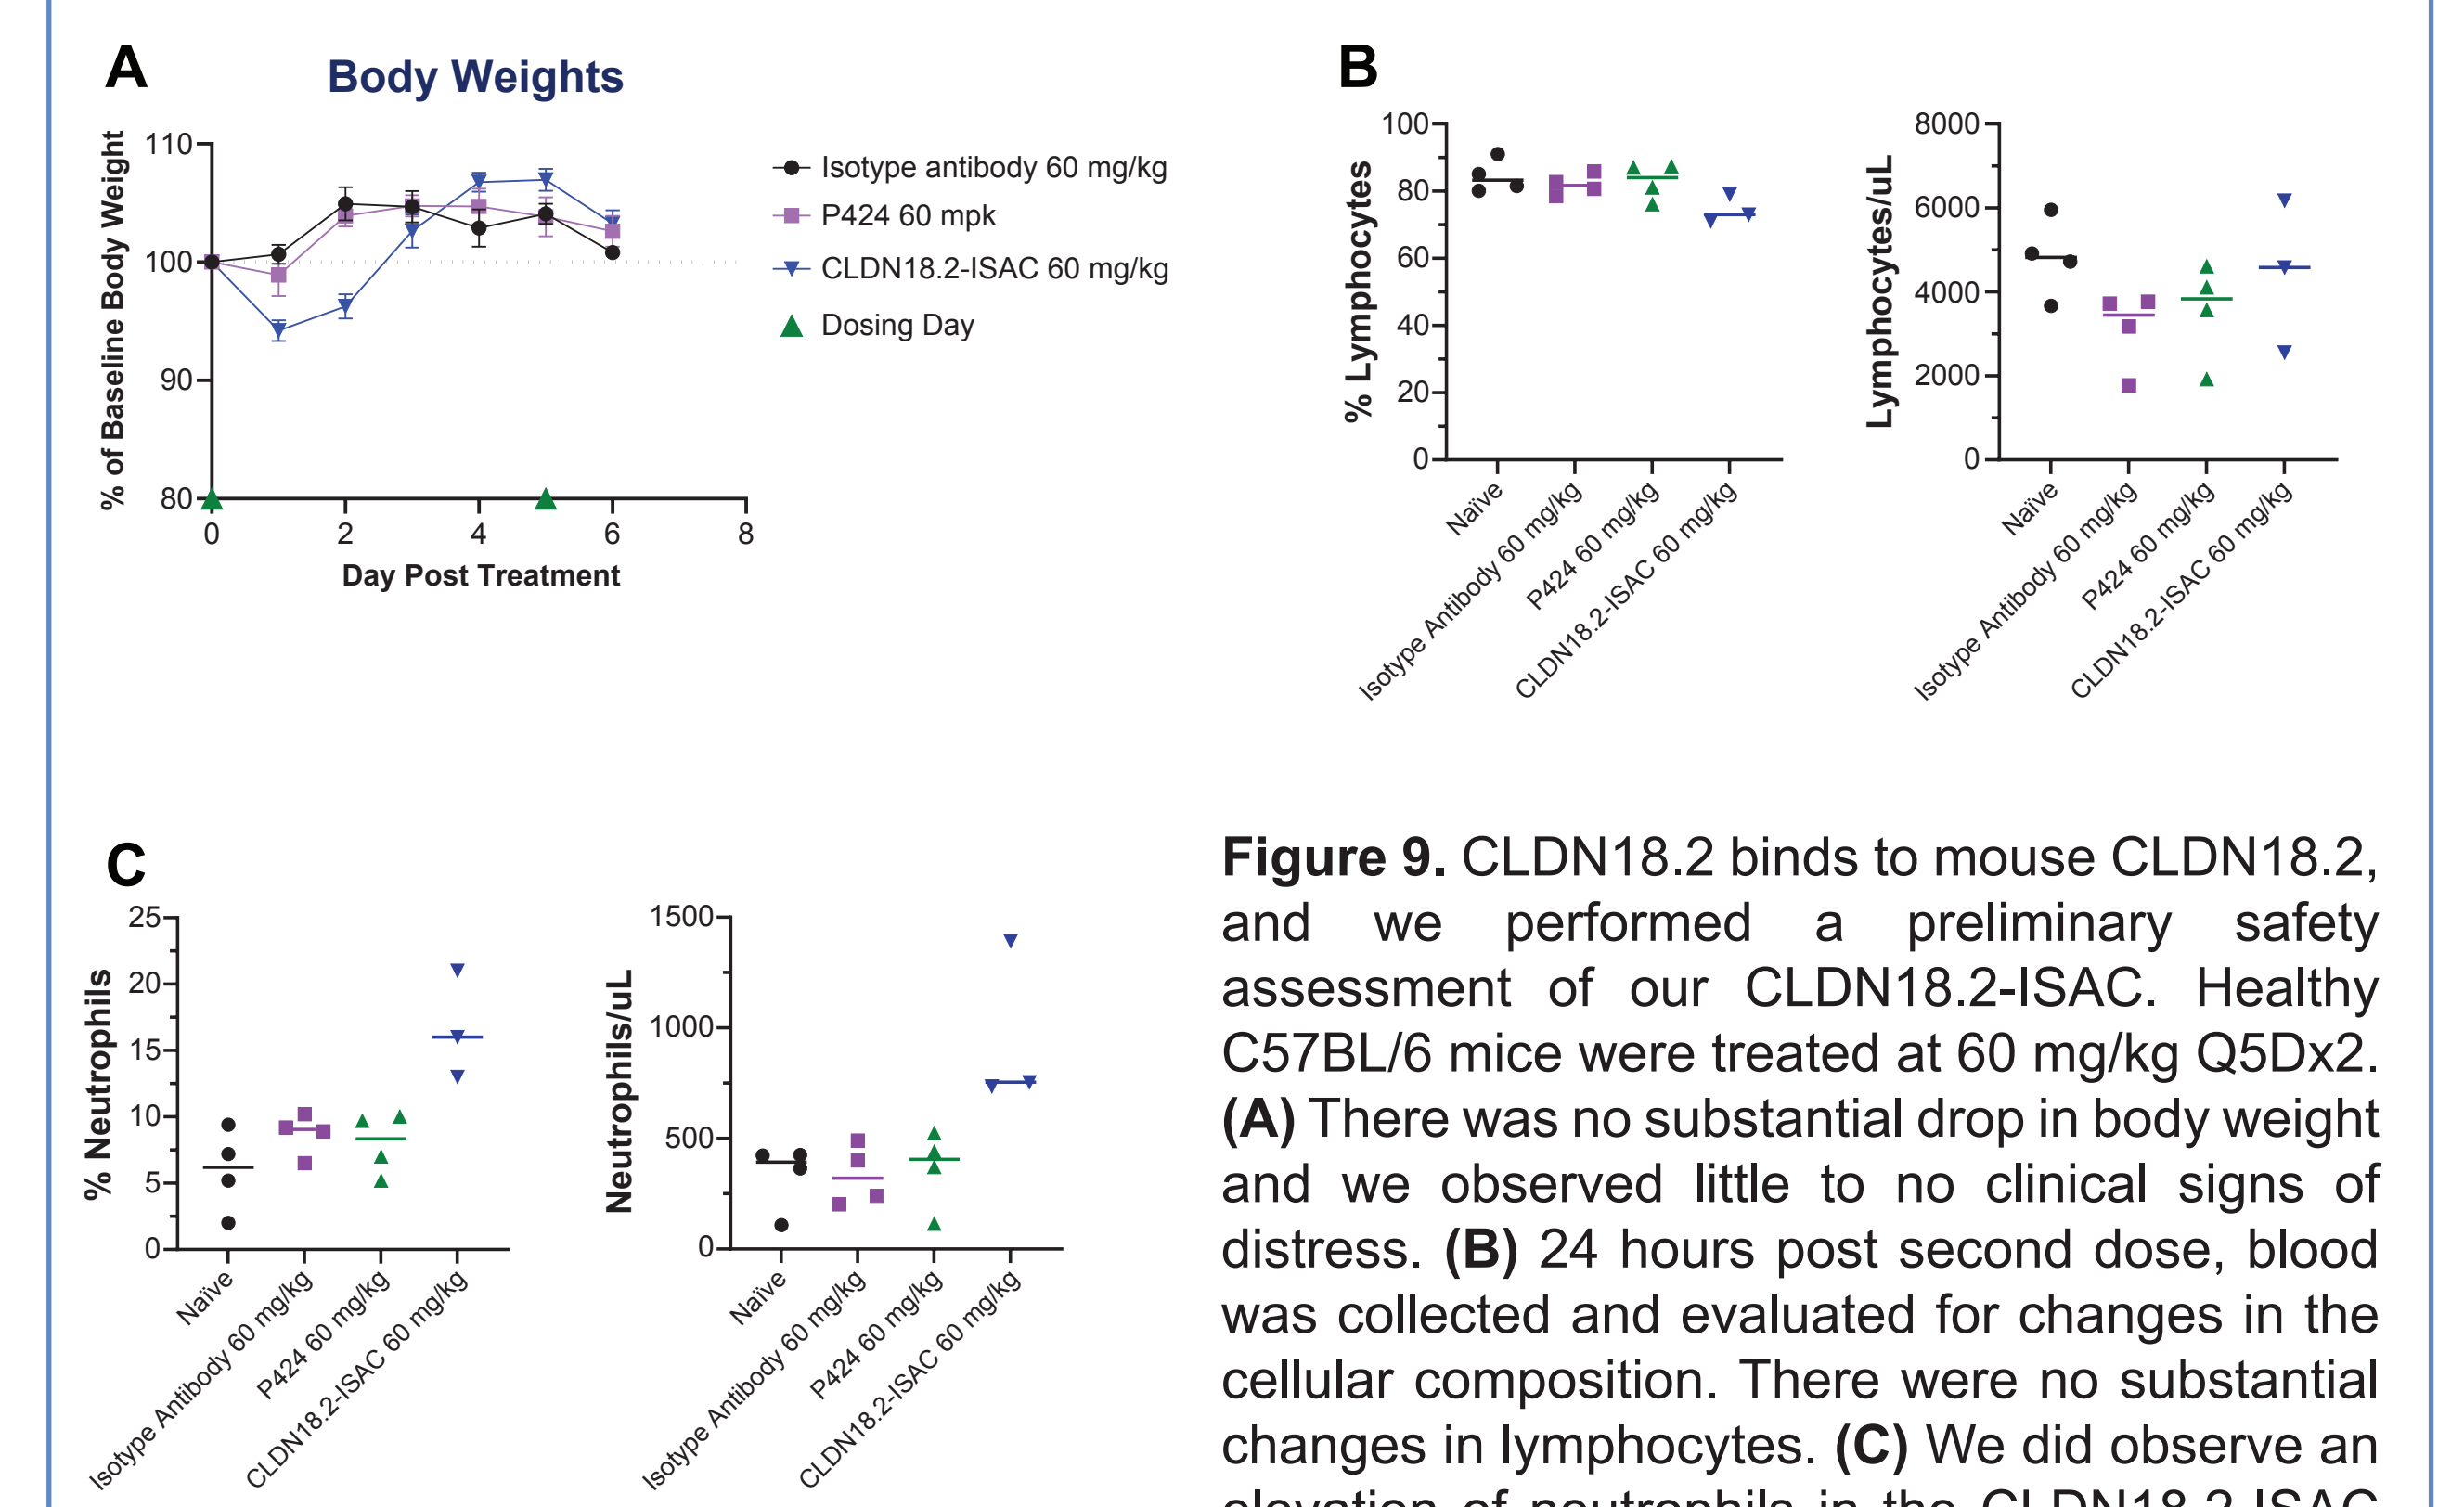 A
Body Weights
% of Baseline Body Weight
110
100
90
80
0 2 4 6 8
Day Post Treatment
Isotype antibody 60 mg/kg
P424 60 mpk
CLDN18.2-ISAC 60 mg/kg
Dosing Day
B
% Lymphocytes
100
80
60
40
20
0
Naïve
Isotype Antibody 60 mg/kg
P424 60 mg/kg
CLDN18.2-ISAC 60 mg/kg
Lymphocytes/uL
8000
6000
4000
2000
0
Naïve
Isotype Antibody 60 mg/kg
P424 60 mg/kg
CLDN18.2-ISAC 60 mg/kg
C
% Neutrophils
25
20
15
10
5
0
Naïve
Isotype Antibody 60 mg/kg
P424 60 mg/kg
CLDN18.2-ISAC 60 mg/kg
Neutrophils/uL
1500
1000
500
0
Naïve
Isotype Antibody 60 mg/kg
P424 60 mg/kg
CLDN18.2-ISAC 60 mg/kg
Figure 9. CLDN18.2 binds to mouse CLDN18.2,
and we performed a preliminary safety
assessment of our CLDN18.2-ISAC. Healthy
C57BL/6 mice were treated at 60 mg/kg Q5Dx2.
(A) There was no substantial drop in body weight
and we observed little to no clinical signs of
distress. (B) 24 hours post second dose, blood
was collected and evaluated for changes in the
cellular composition. There were no substantial
changes in lymphocytes. (C) We did observe an
elevation of neutrophils in the CLDN18.2-ISAC